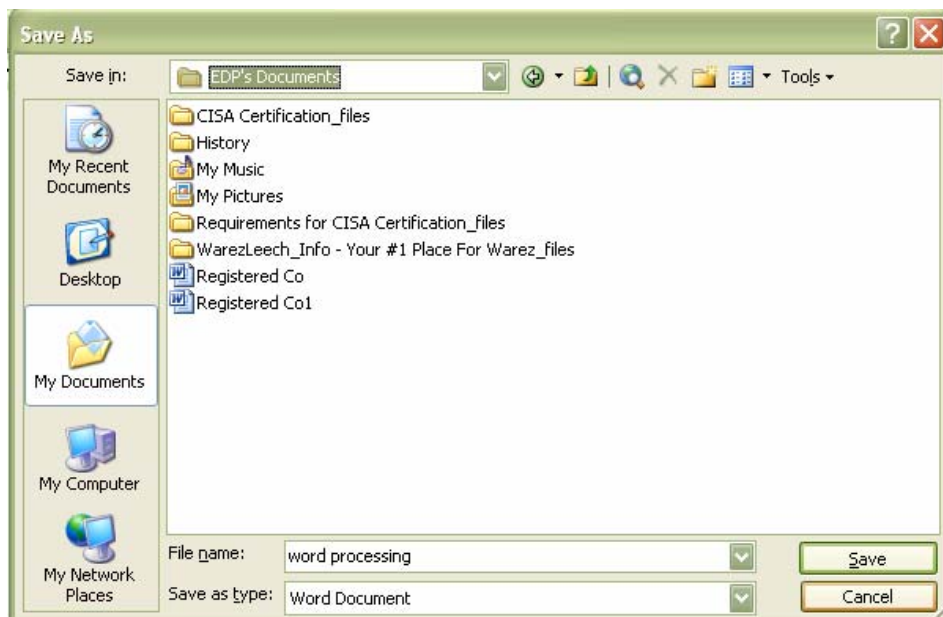 Save As
Save in:
EDP's Documents
Tools
My Recent
Documents
Desktop
My Documents
My Computer
My Network
Places
CISA Certification_files
History
My Music
My Pictures
Requirements for CISA Certification_files
WarezLeech_Info - Your #1 Place For Warez_files
Registered Co
Registered Co1
File name:
word processing
Save
Save as type:
Word Document
Cancel